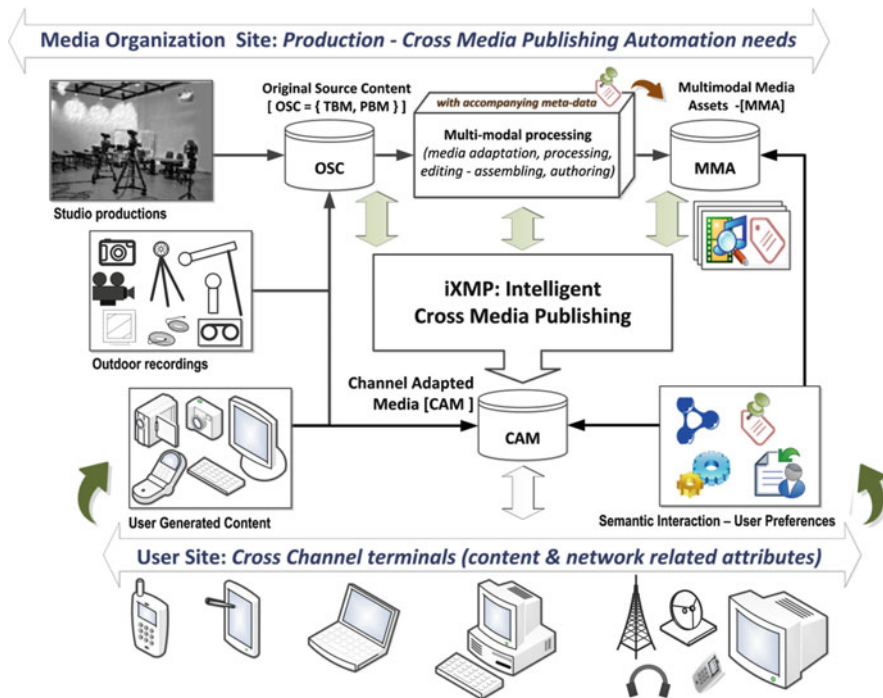 Media Organization Site: Production - Cross Media Publishing Automation needs
Original Source Content
[ OSC = { TBM, PBM } ]
with accompanying meta-data
Multimodal Media
Assets -[MMA]
Multi-modal processing
(media adaptation, processing,
editing - assembling, authoring)
OSC
MMA
Studio productions
iXMP: Intelligent
Cross Media Publishing
Outdoor recordings
Channel Adapted
Media [CAM ]
CAM
User Generated Content
Semantic Interaction – User Preferences
User Site: Cross Channel terminals (content & network related attributes)